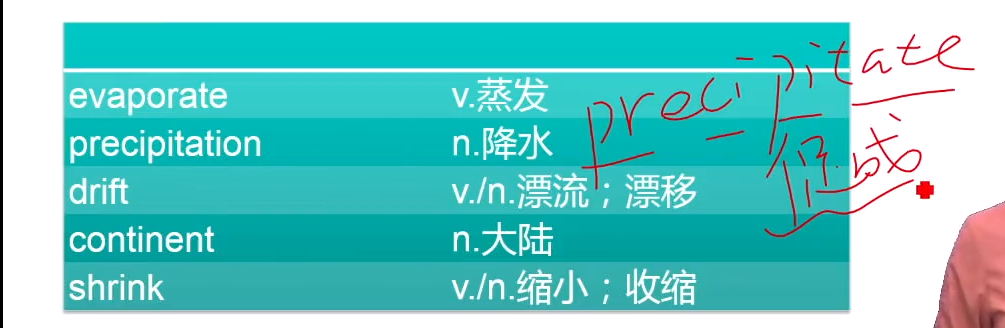 evaporate v.蒸发
precipitation n.降水
drift v./n.漂流；漂移
continent n.大陆
shrink v./n.缩小；收缩
precipitate
促成